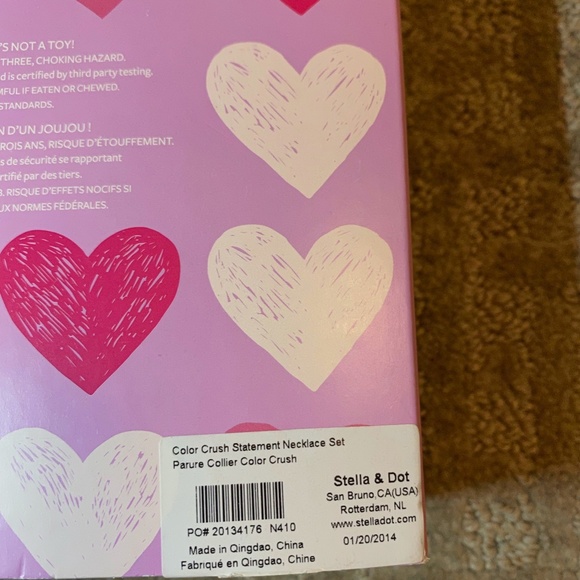 'S NOT A TOY!
THREE, CHOKING HAZARD.
d is certified by third party testing.
MFUL IF EATEN OR CHEWED.
STANDARDS.
N D'UN JOUJOU !
ROIS ANS, RISQUE D'ÉTOUFFEMENT.
s de sécurité se rapportant
rtifié par des tiers.
B. RISQUE D'EFFETS NOCIFS SI
UX NORMES FÉDÉRALES.
Color Crush Statement Necklace Set
Parure Collier Color Crush
PO# 20134176 N410
Made in Qingdao, China
Fabriqué en Qingdao, Chine
Stella & Dot
San Bruno,CA(USA)
Rotterdam, NL
www.stelladot.com
01/20/2014